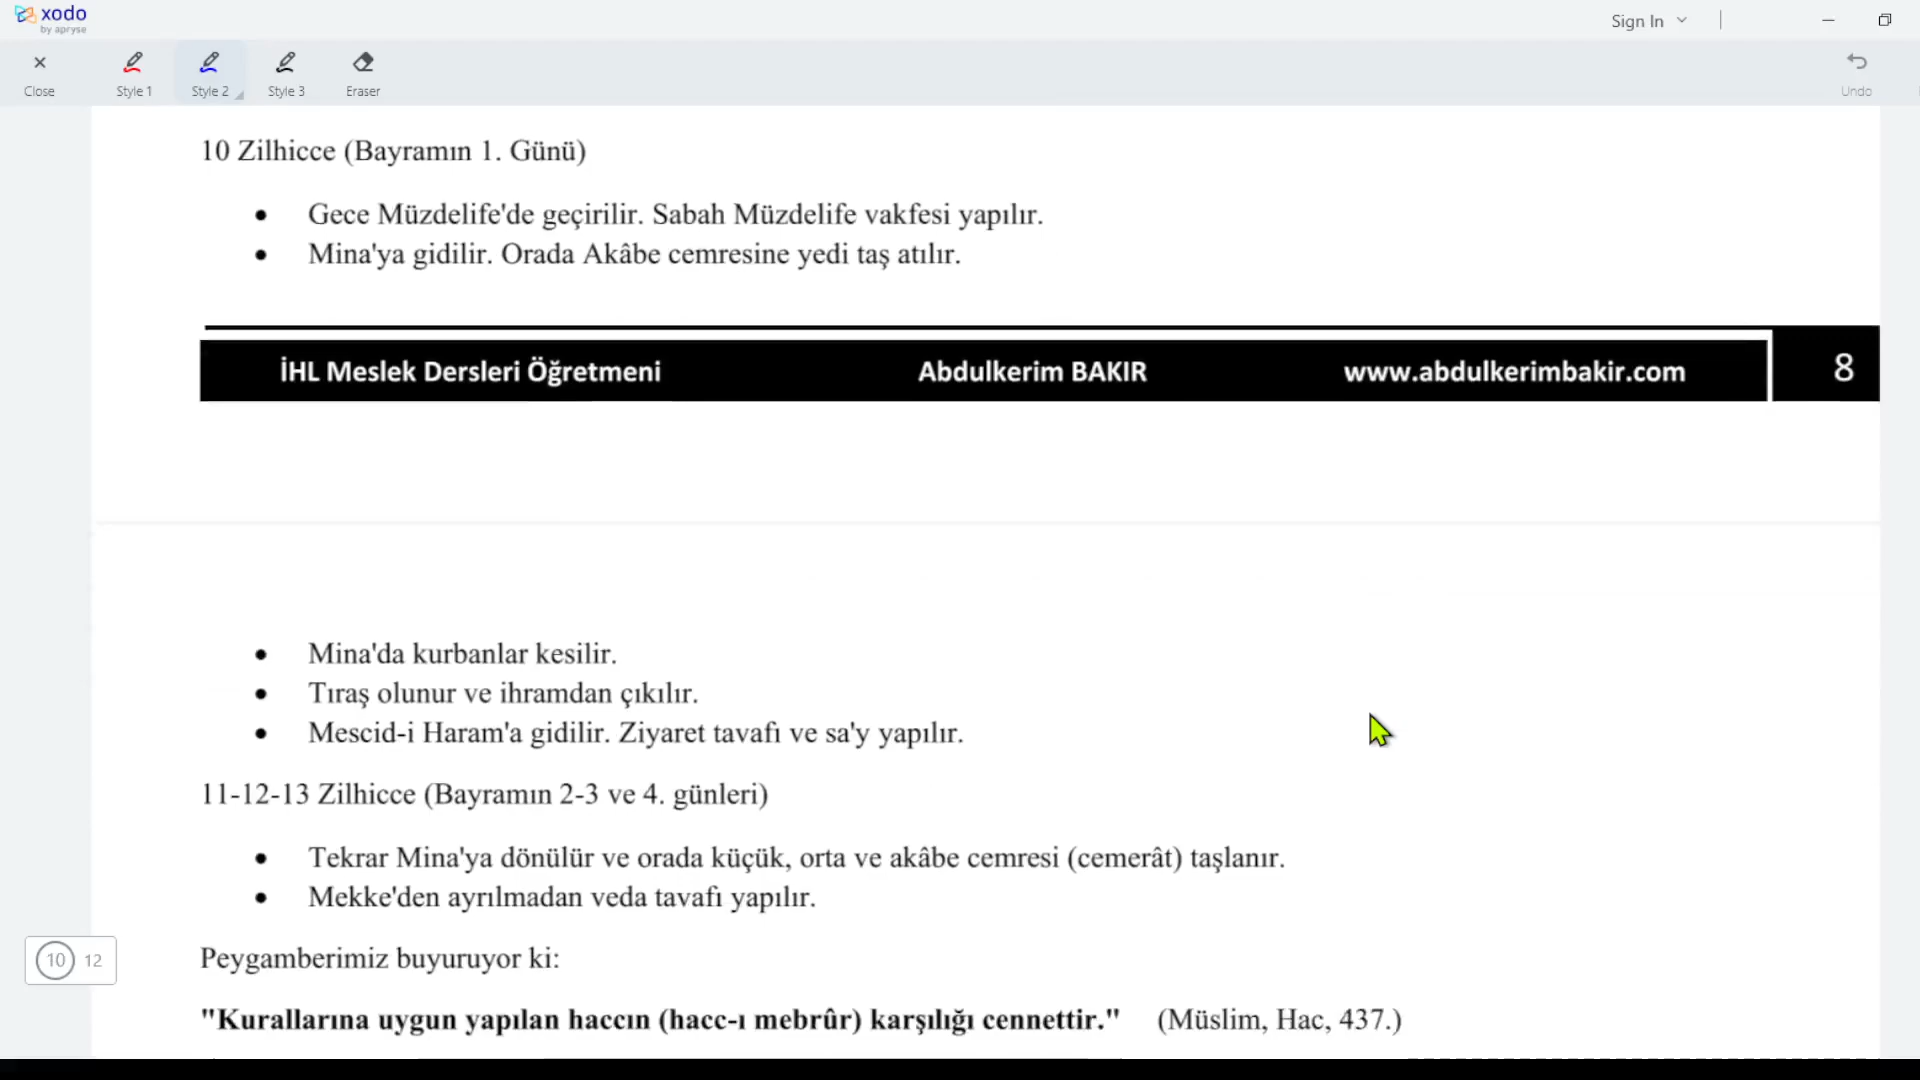 xodo
by apryse
Sign In
Close
Style 1
Style 2
Style 3
Eraser
Undo
10 Zilhicce (Bayramın 1. Günü)
• Gece Müzdelife'de geçirilir. Sabah Müzdelife vakfesi yapılır.
• Mina'ya gidilir. Orada Akâbe cemresine yedi taş atılır.
İHL Meslek Dersleri Öğretmeni Abdulkerim BAKIR www.abdulkerimbakir.com 8
• Mina'da kurbanlar kesilir.
• Tıraş olunur ve ihramdan çıkılır.
• Mescid-i Haram'a gidilir. Ziyaret tavafı ve sa'y yapılır.
11-12-13 Zilhicce (Bayramın 2-3 ve 4. günleri)
• Tekrar Mina'ya dönülür ve orada küçük, orta ve akâbe cemresi (cemerât) taşlanır.
• Mekke'den ayrılmadan veda tavafı yapılır.
10 12
Peygamberimiz buyuruyor ki:
"Kurallarına uygun yapılan haccın (hacc-ı mebrûr) karşılığı cennettir." (Müslim, Hac, 437.)